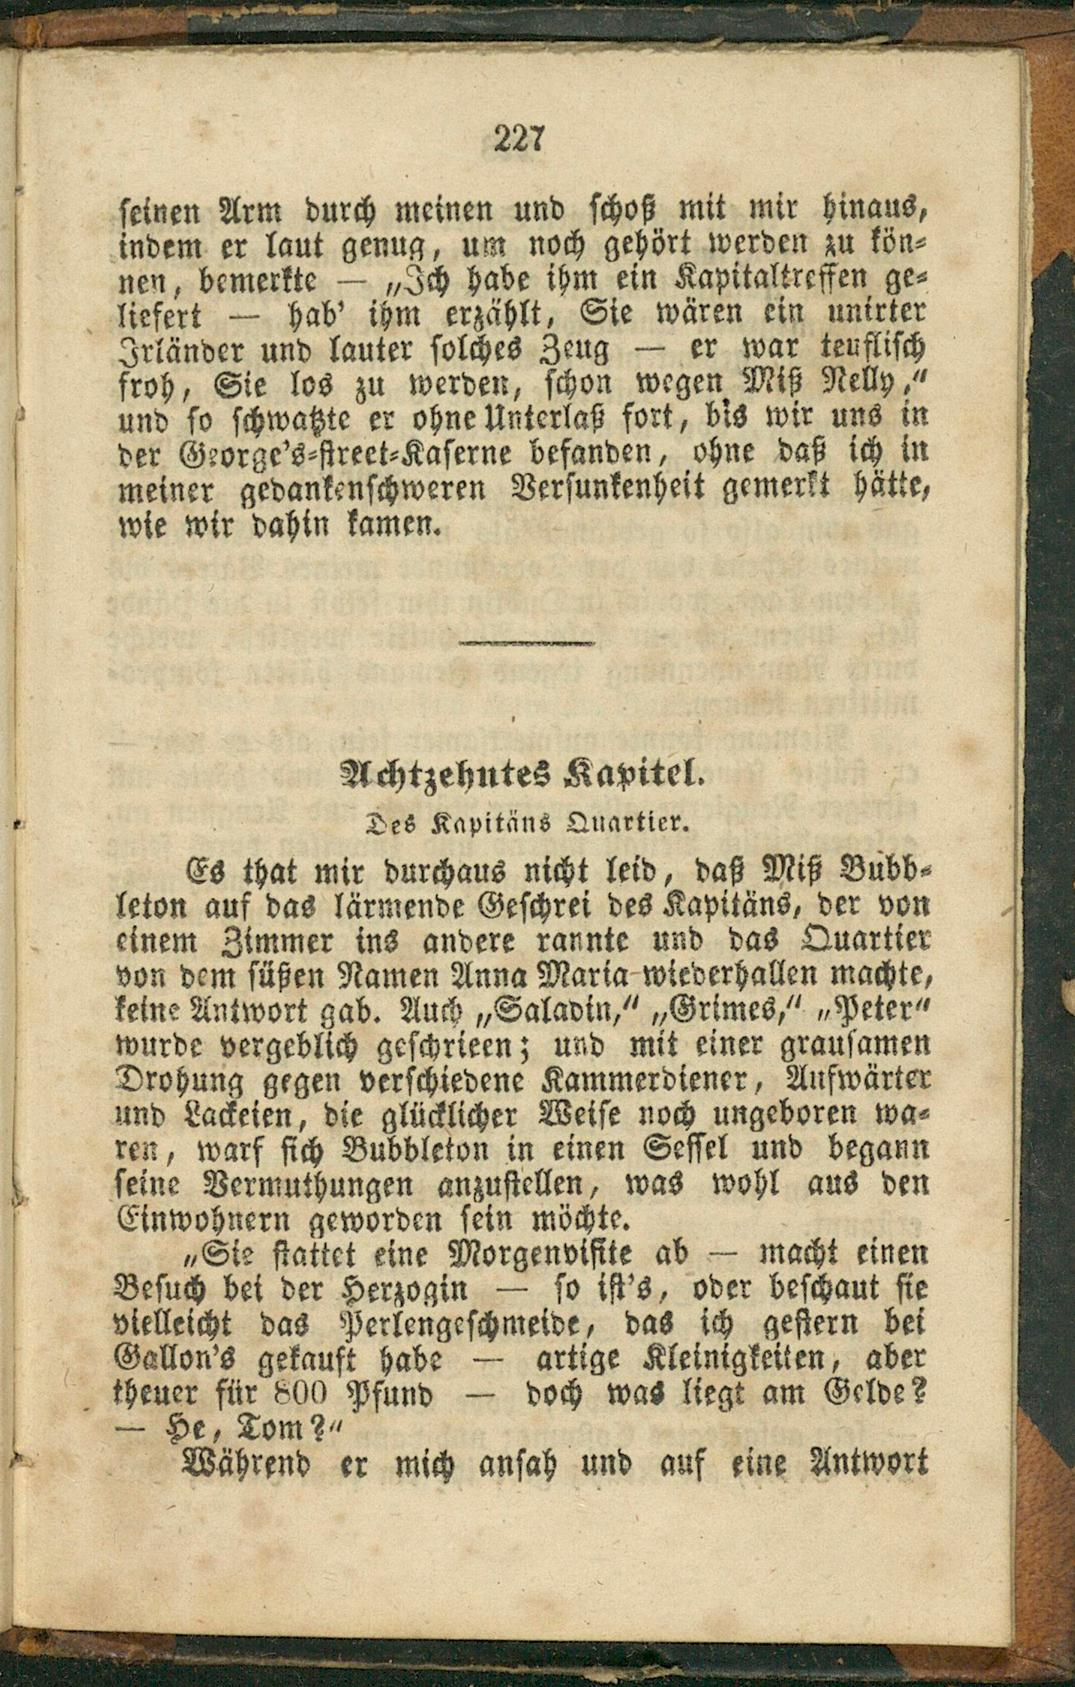 227
seinen Arm durch meinen und schoß mit mir hinaus,
indem er laut genug, um noch gehört werden zu kön-
nen, bemerkte — „Ich habe ihm ein Kapitaltreffen ge-
liefert — hab' ihm erzählt, Sie wären ein unirter
Irländer und lauter solches Zeug — er war teuflisch
froh, Sie los zu werden, schon wegen Miß Nelly,“
und so schwatzte er ohne Unterlaß fort, bis wir uns in
der George's-street-Kaserne befanden, ohne daß ich in
meiner gedankenschweren Versunkenheit gemerkt hätte,
wie wir dahin kamen.
Achtzehntes Kapitel.
Des Kapitäns Quartier.
Es that mir durchaus nicht leid, daß Miß Bubb-
leton auf das lärmende Geschrei des Kapitäns, der von
einem Zimmer ins andere rannte und das Quartier
von dem süßen Namen Anna Maria wiederhallen machte,
keine Antwort gab. Auch „Saladin,“ „Grimes,“ „Peter“
wurde vergeblich geschrieen; und mit einer grausamen
Drohung gegen verschiedene Kammerdiener, Aufwärter
und Lackeien, die glücklicher Weise noch ungeboren wa-
ren, warf sich Bubbleton in einen Sessel und begann
seine Vermuthungen anzustellen, was wohl aus den
Einwohnern geworden sein möchte.
„Sie stattet eine Morgenvisite ab — macht einen
Besuch bei der Herzogin — so ist's, oder beschaut sie
vielleicht das Perlengeschmeide, das ich gestern bei
Gallon's gekauft habe — artige Kleinigkeiten, aber
theuer für 800 Pfund — doch was liegt am Gelde?
— He, Tom?“
Während er mich ansah und auf eine Antwort